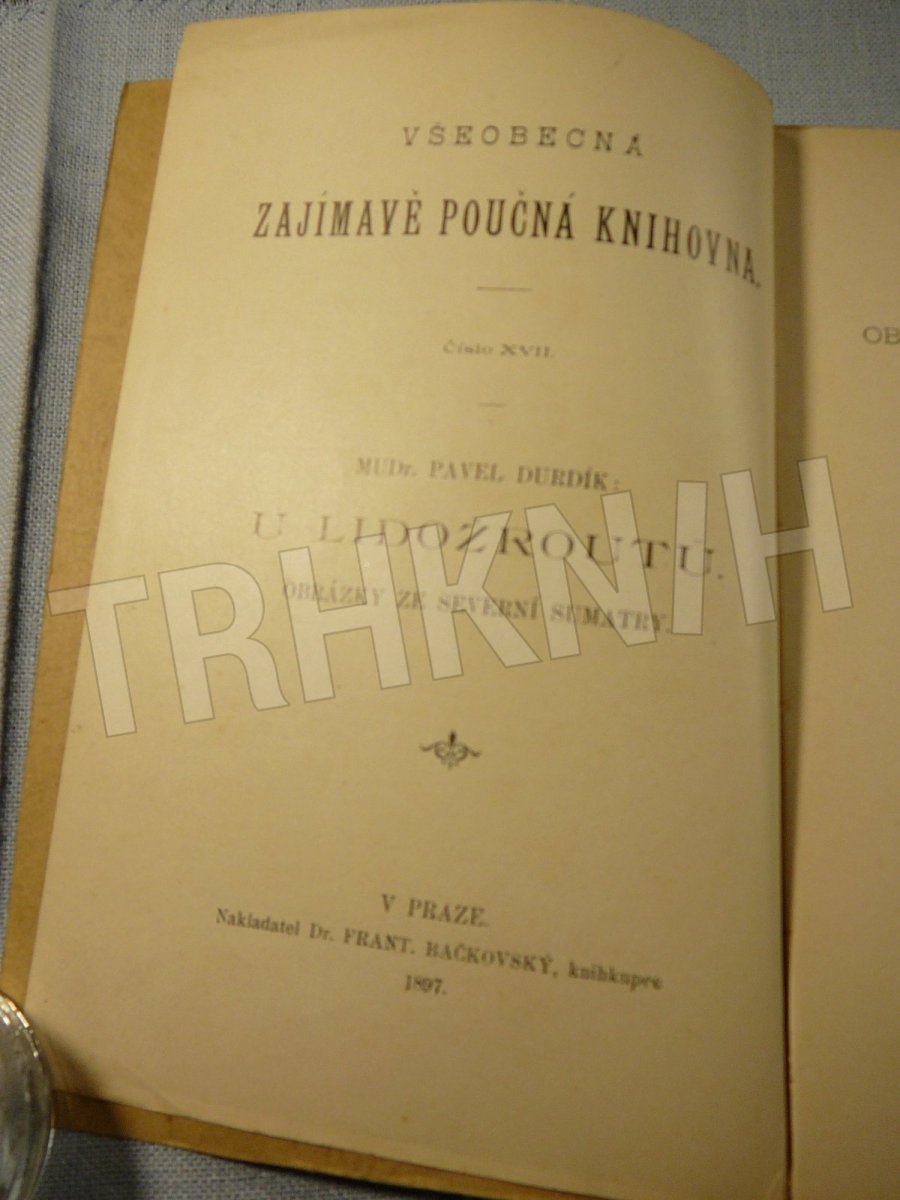 VŠEOBECNÁ
ZAJÍMAVĚ POUČNÁ KNIHOVNA.
Číslo XVII.
MUDr. PAVEL DURDÍK:
U LIDOŽROUTŮ.
OBRÁZKY ZE SEVERNÍ SUMATRY.
TRHKNIH
V PRAZE.
Nakladatel Dr. FRANT. BAČKOVSKÝ, knihkupec
1897.
OB